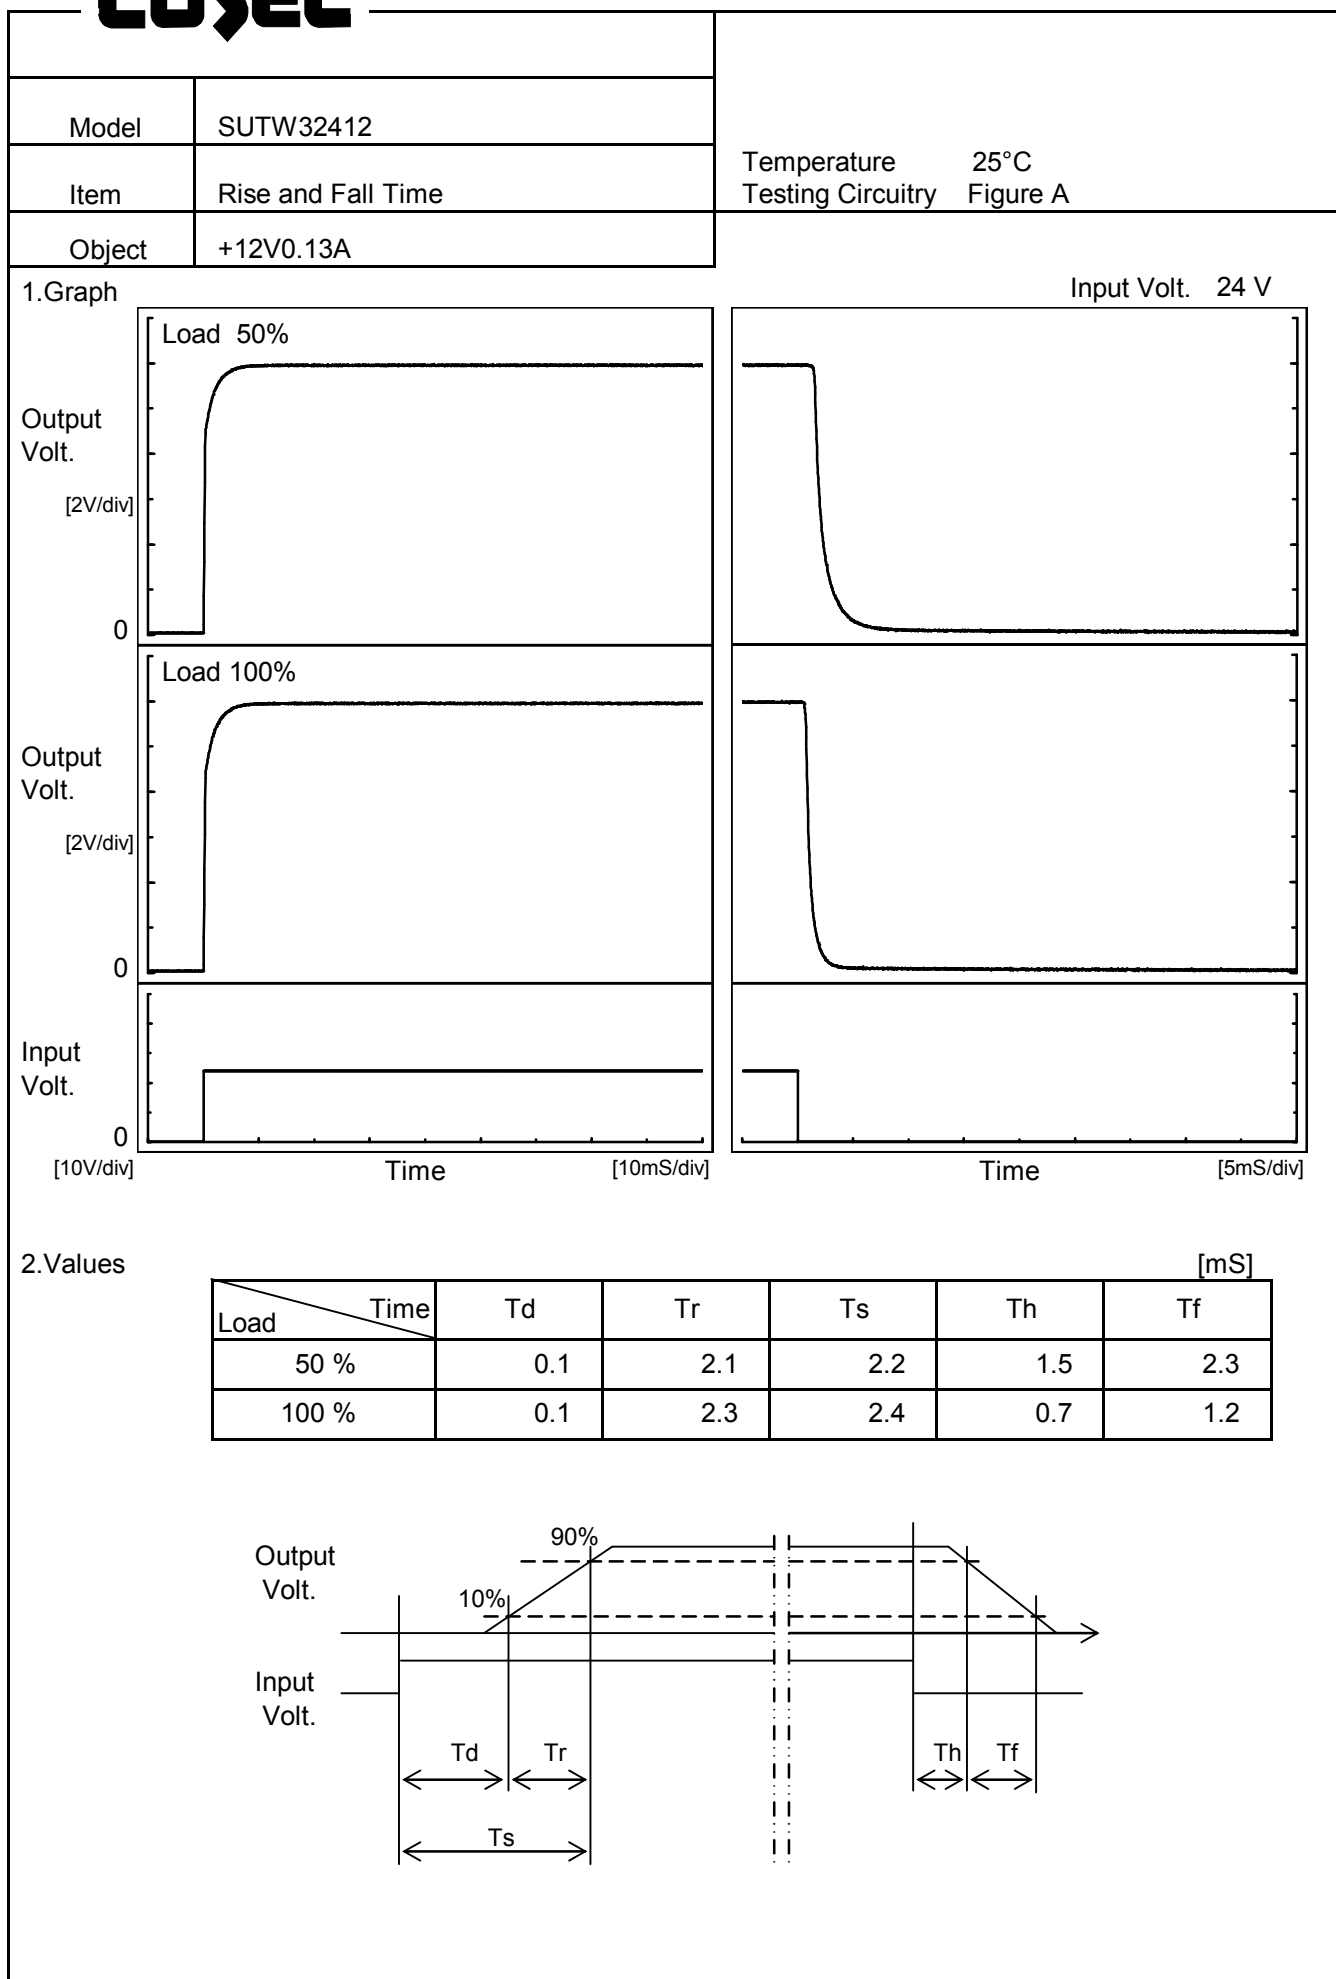 COSEL
Model SUTW32412
Item Rise and Fall Time
Temperature 25°C
Testing Circuitry Figure A
Object +12V0.13A
1.Graph
Input Volt. 24 V
Load 50%
Output
Volt.
[2V/div]
0
Load 100%
Output
Volt.
[2V/div]
0
Input
Volt.
0
[10V/div] Time [10mS/div] Time [5mS/div]
2.Values [mS]
Time
Load Td Tr Ts Th Tf
50 % 0.1 2.1 2.2 1.5 2.3
100 % 0.1 2.3 2.4 0.7 1.2
90%
Output
Volt.
10%
Input
Volt.
Td Tr Th Tf
Ts